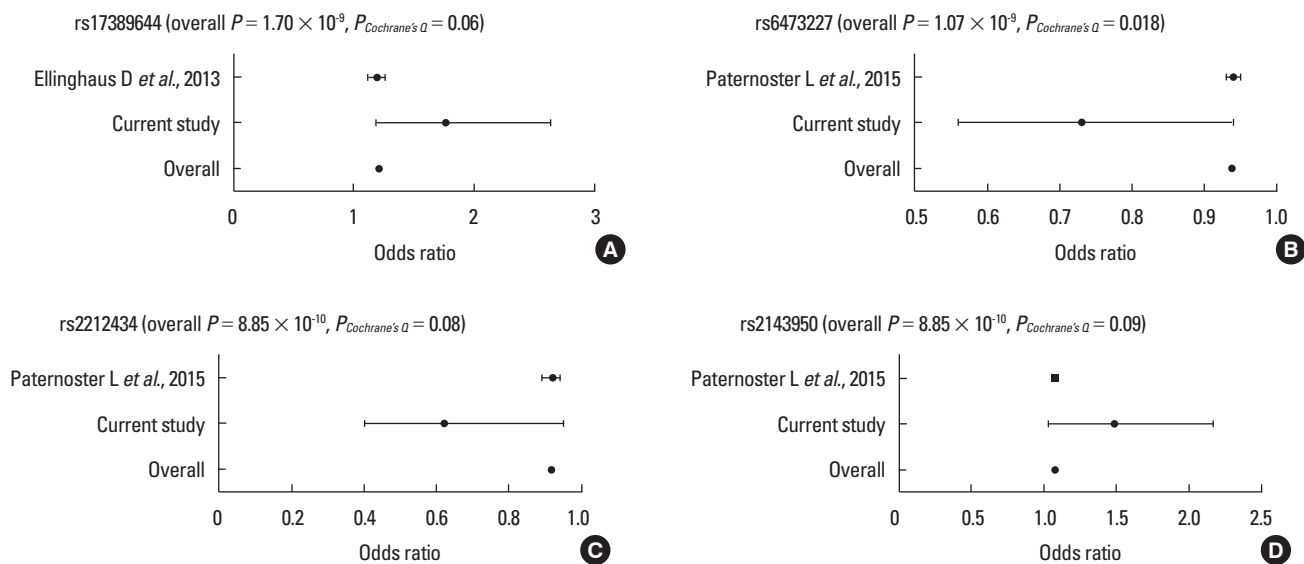 rs17389644 (overall P = 1.70 × 10⁻⁹, P Cochrane's Q = 0.06)
Ellinghaus D et al., 2013
Current study
Overall
0 1 2 3
Odds ratio
A
rs6473227 (overall P = 1.07 × 10⁻⁹, P Cochrane's Q = 0.018)
Paternoster L et al., 2015
Current study
Overall
0.5 0.6 0.7 0.8 0.9 1.0
Odds ratio
B
rs2212434 (overall P = 8.85 × 10⁻¹⁰, P Cochrane's Q = 0.08)
Paternoster L et al., 2015
Current study
Overall
0 0.2 0.4 0.6 0.8 1.0
Odds ratio
C
rs2143950 (overall P = 8.85 × 10⁻¹⁰, P Cochrane's Q = 0.09)
Paternoster L et al., 2015
Current study
Overall
0 0.5 1.0 1.5 2.0 2.5
Odds ratio
D